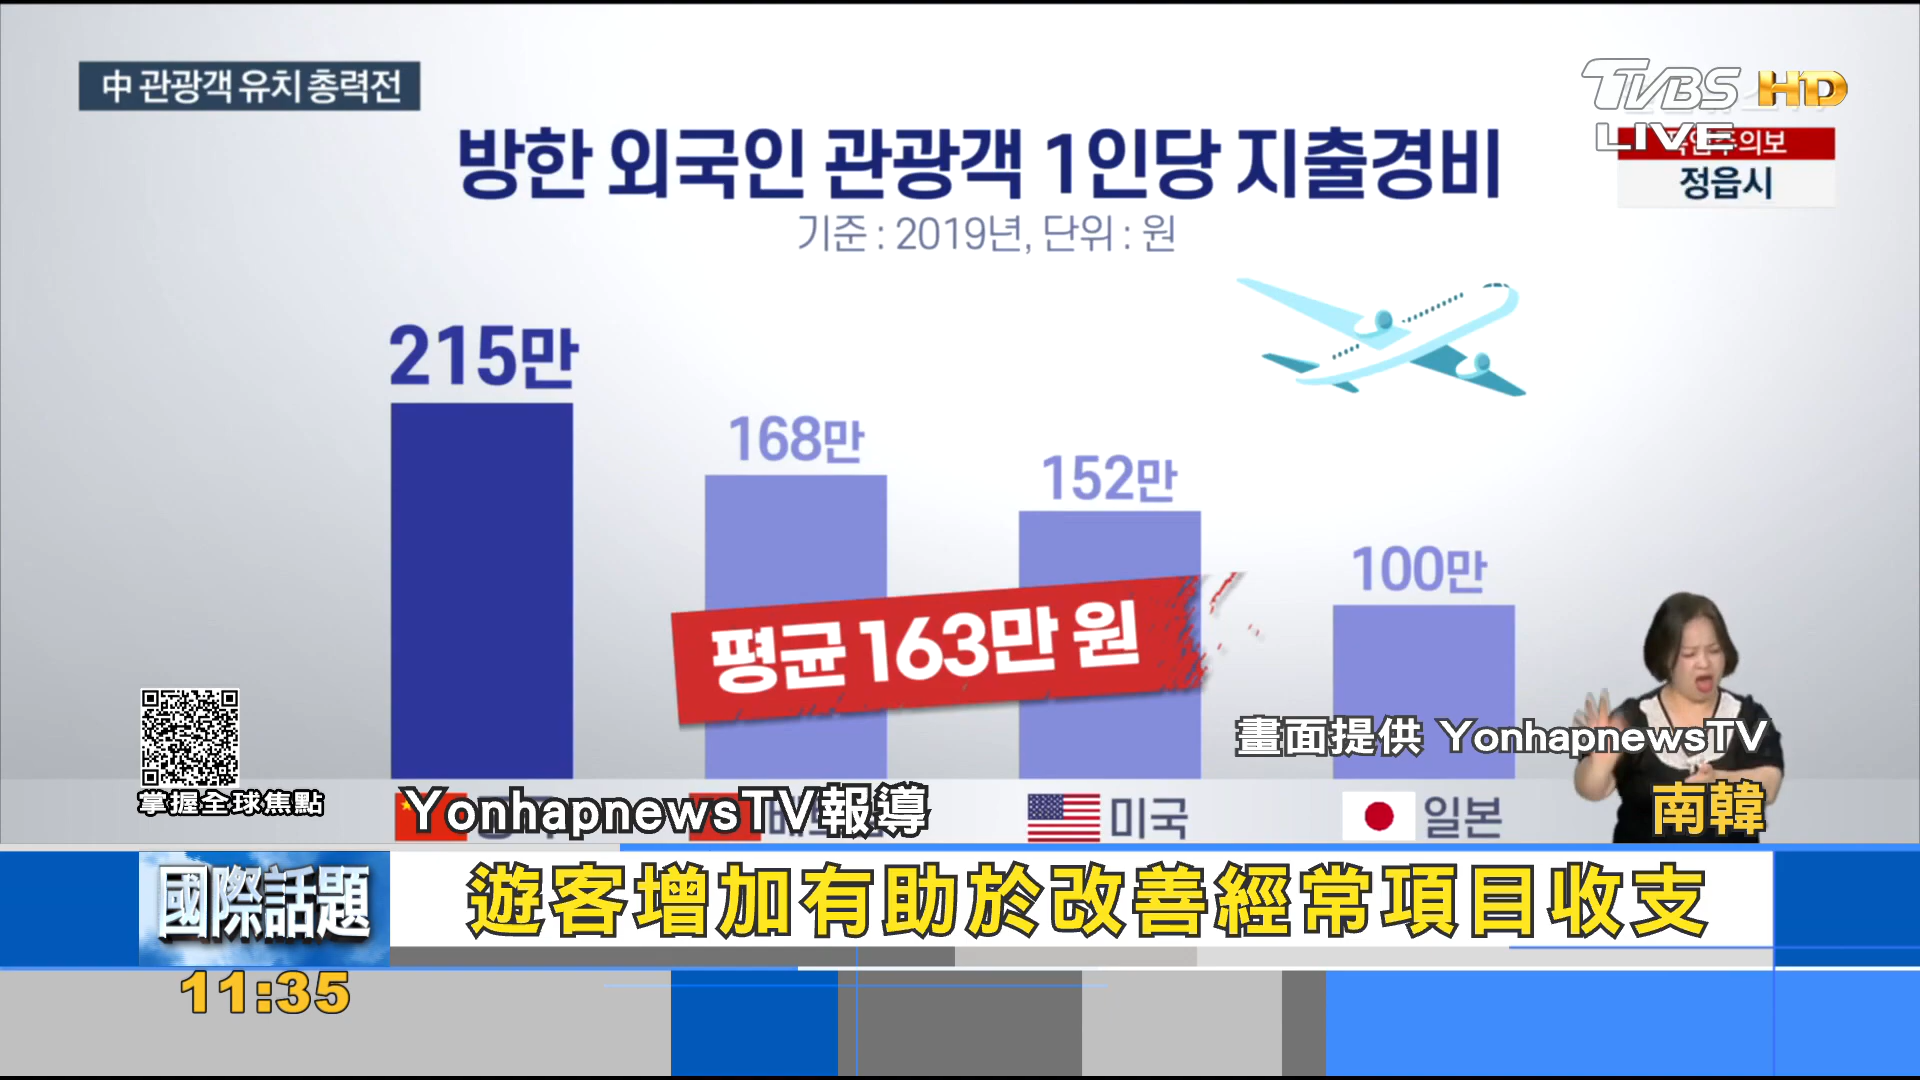 中 관광객 유치 총력전
TVBS HD
LIVE
정읍시
방한 외국인 관광객 1인당 지출경비
기준 : 2019년, 단위 : 원
215만
168만
152만
100만
평균 163만 원
畫面提供 YonhapnewsTV
掌握全球焦點
YonhapnewsTV報導
미국
일본
南韓
國際話題
遊客增加有助於改善經常項目收支
11:35